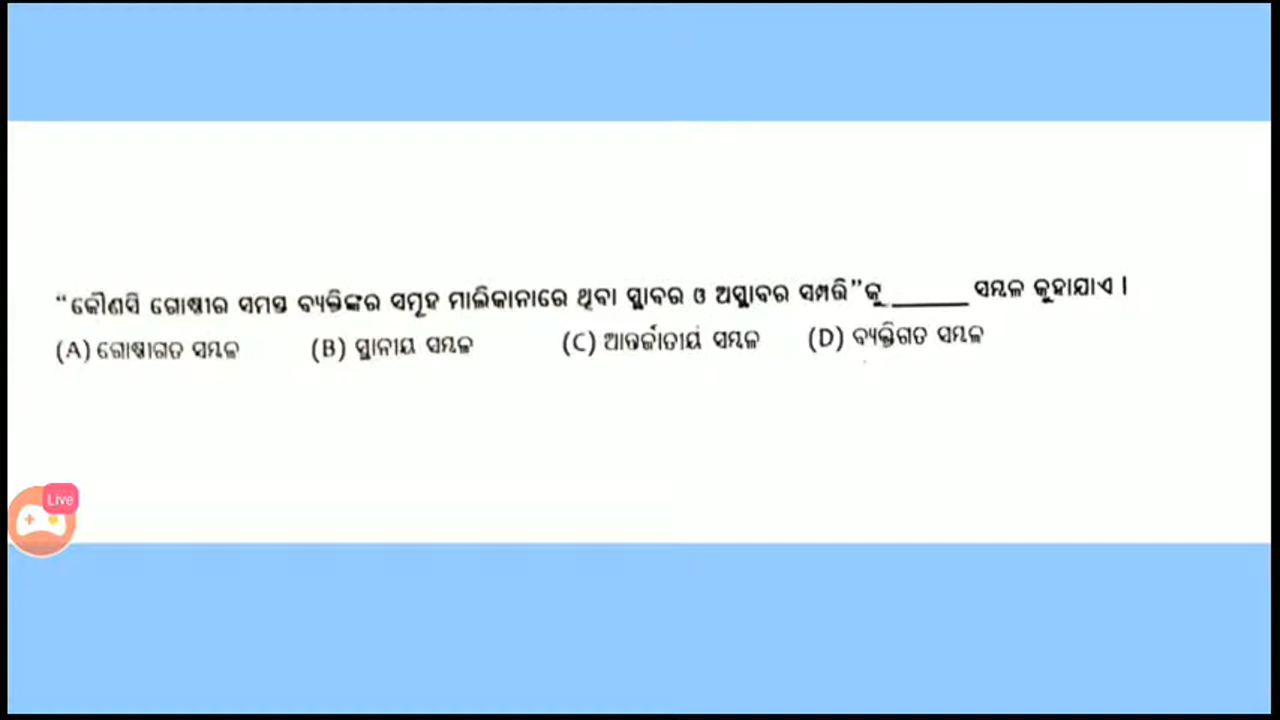 “କୌଣସି ଗୋଷ୍ଠୀର ସମସ୍ତ ବ୍ୟକ୍ତିଙ୍କର ସମୂହ ମାଲିକାନାରେ ଥିବା ସ୍ଥାବର ଓ ଅସ୍ଥାବର ସମ୍ପତ୍ତି”କୁ ______ ସମ୍ବଳ କୁହାଯାଏ ।
(A) ଗୋଷ୍ଠୀଗତ ସମ୍ବଳ (B) ସ୍ଥାନୀୟ ସମ୍ବଳ (C) ଆନ୍ତର୍ଜାତୀୟ ସମ୍ବଳ (D) ବ୍ୟକ୍ତିଗତ ସମ୍ବଳ
Live